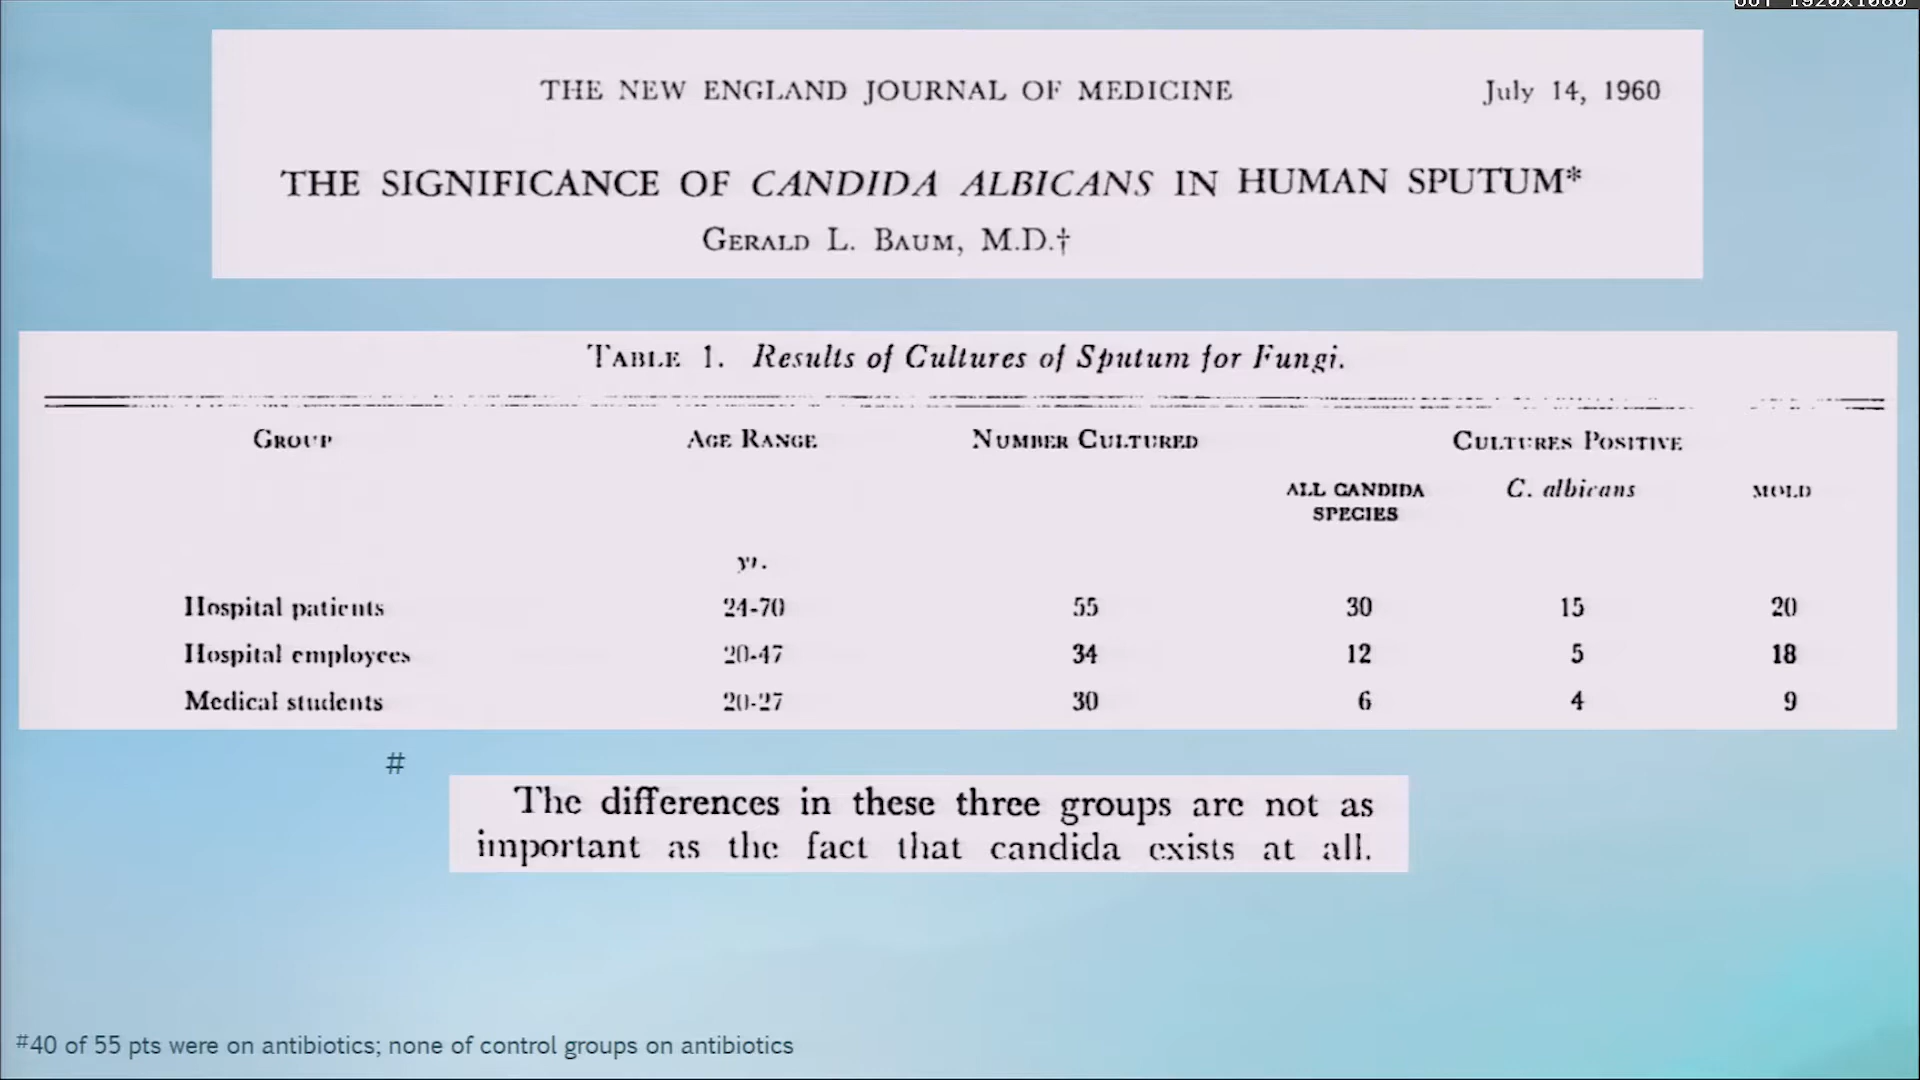 OUT 1920x1080
THE NEW ENGLAND JOURNAL OF MEDICINE July 14, 1960
THE SIGNIFICANCE OF CANDIDA ALBICANS IN HUMAN SPUTUM*
GERALD L. BAUM, M.D.†
TABLE 1. Results of Cultures of Sputum for Fungi.
GROUP AGE RANGE NUMBER CULTURED CULTURES POSITIVE
ALL CANDIDA SPECIES C. albicans MOLD
yr.
Hospital patients 24-70 55 30 15 20
Hospital employees 20-47 34 12 5 18
Medical students 20-27 30 6 4 9
#
The differences in these three groups are not as
important as the fact that candida exists at all.
#40 of 55 pts were on antibiotics; none of control groups on antibiotics